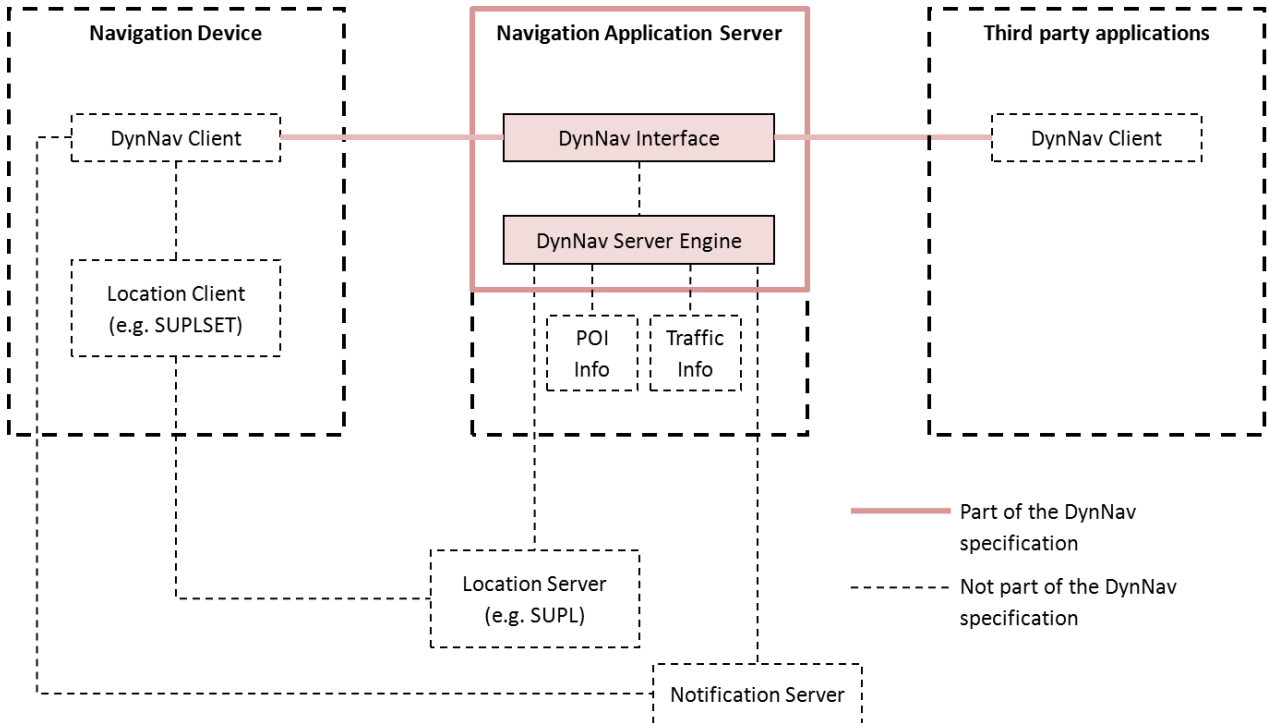 Navigation Device
Navigation Application Server
Third party applications
DynNav Client
DynNav Interface
DynNav Client
DynNav Server Engine
Location Client
(e.g. SUPLSET)
POI
Info
Traffic
Info
Part of the DynNav
specification
Location Server
(e.g. SUPL)
Not part of the DynNav
specification
Notification Server